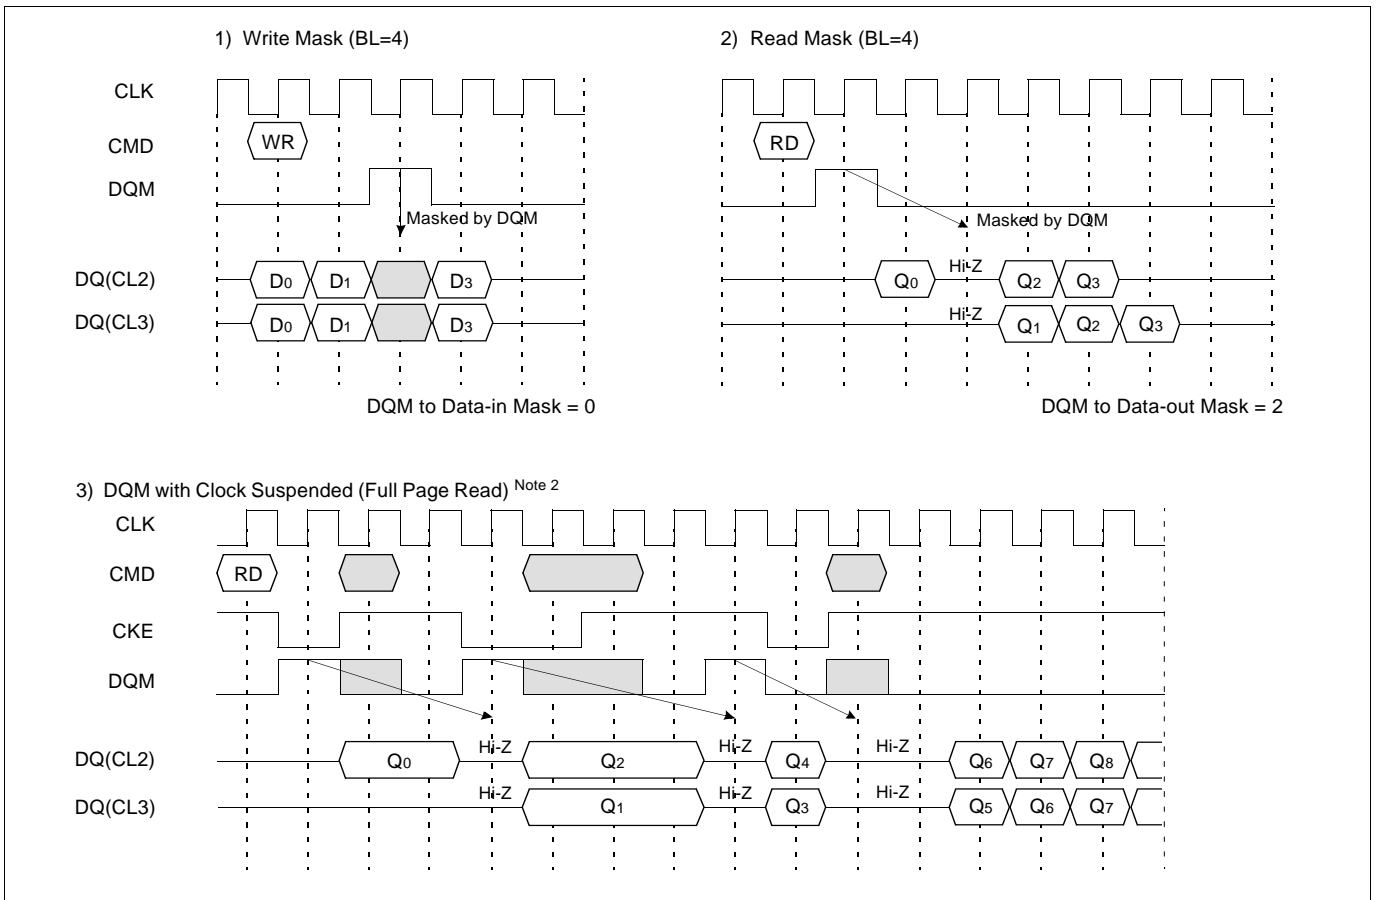 1) Write Mask (BL=4)
2) Read Mask (BL=4)
CLK
CMD WR RD
DQM
Masked by DQM Masked by DQM
DQ(CL2) D0 D1 D3 Q0 Hi-Z Q2 Q3
DQ(CL3) D0 D1 D3 Hi-Z Q1 Q2 Q3
DQM to Data-in Mask = 0 DQM to Data-out Mask = 2
3) DQM with Clock Suspended (Full Page Read) Note 2
CLK
CMD RD
CKE
DQM
DQ(CL2) Q0 Hi-Z Q2 Hi-Z Q4 Hi-Z Q6 Q7 Q8
DQ(CL3) Hi-Z Q1 Hi-Z Q3 Hi-Z Q5 Q6 Q7